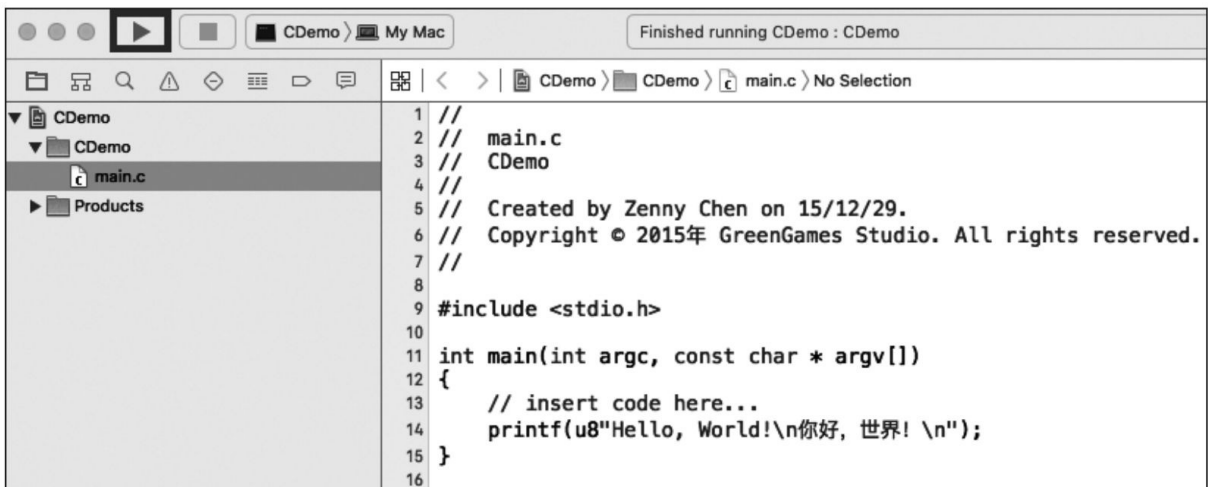 CDemo 〉 My Mac
Finished running CDemo : CDemo
CDemo 〉 CDemo 〉 main.c 〉 No Selection
CDemo
CDemo
main.c
Products
1 //
2 //  main.c
3 //  CDemo
4 //
5 //  Created by Zenny Chen on 15/12/29.
6 //  Copyright © 2015年 GreenGames Studio. All rights reserved.
7 //
8
9 #include <stdio.h>
10
11 int main(int argc, const char * argv[])
12 {
13     // insert code here...
14     printf(u8"Hello, World!\n你好，世界！\n");
15 }
16